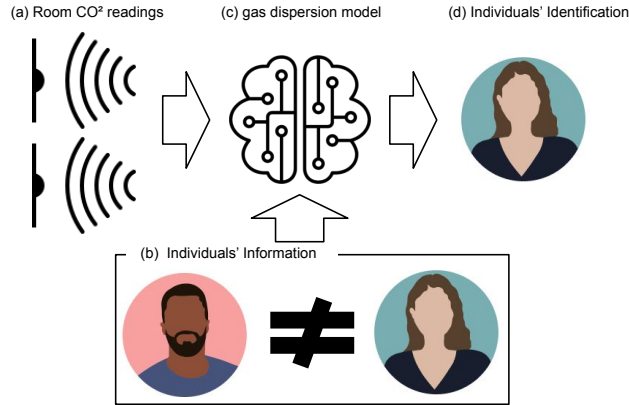 (a) Room CO² readings
(c) gas dispersion model
(d) Individuals' Identification
(b) Individuals' Information